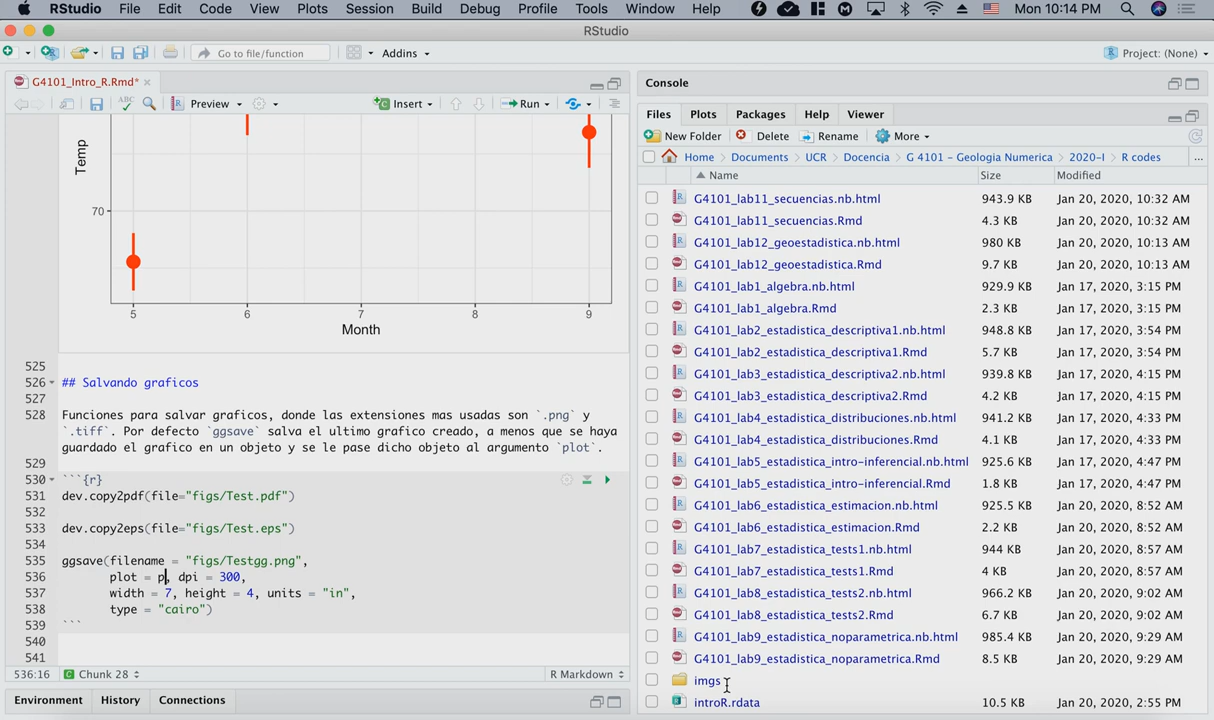 RStudio File Edit Code View Plots Session Build Debug Profile Tools Window Help Mon 10:14 PM
RStudio
Go to file/function Addins Project: (None)
G4101_Intro_R.Rmd*
ABC Preview Insert Run
Temp
70
5 6 7 8 9
Month
525
526 ## Salvando graficos
527
528 Funciones para salvar graficos, donde las extensiones mas usadas son `.png` y
`.tiff`. Por defecto `ggsave` salva el ultimo grafico creado, a menos que se haya
guardado el grafico en un objeto y se le pase dicho objeto al argumento `plot`.
529
530 ```{r}
531 dev.copy2pdf(file="figs/Test.pdf")
532
533 dev.copy2eps(file="figs/Test.eps")
534
535 ggsave(filename = "figs/Testgg.png",
536 plot = p, dpi = 300,
537 width = 7, height = 4, units = "in",
538 type = "cairo")
539 ```
540
541
536:16 Chunk 28 R Markdown
Environment History Connections
Console
Files Plots Packages Help Viewer
New Folder Delete Rename More
Home Documents UCR Docencia G 4101 - Geologia Numerica 2020-I R codes ...
Name Size Modified
G4101_lab11_secuencias.nb.html 943.9 KB Jan 20, 2020, 10:32 AM
G4101_lab11_secuencias.Rmd 4.3 KB Jan 20, 2020, 10:32 AM
G4101_lab12_geoestadistica.nb.html 980 KB Jan 20, 2020, 10:13 AM
G4101_lab12_geoestadistica.Rmd 9.7 KB Jan 20, 2020, 10:13 AM
G4101_lab1_algebra.nb.html 929.9 KB Jan 17, 2020, 3:15 PM
G4101_lab1_algebra.Rmd 2.3 KB Jan 17, 2020, 3:15 PM
G4101_lab2_estadistica_descriptiva1.nb.html 948.8 KB Jan 17, 2020, 3:54 PM
G4101_lab2_estadistica_descriptiva1.Rmd 5.7 KB Jan 17, 2020, 3:54 PM
G4101_lab3_estadistica_descriptiva2.nb.html 939.8 KB Jan 17, 2020, 4:15 PM
G4101_lab3_estadistica_descriptiva2.Rmd 4.2 KB Jan 17, 2020, 4:15 PM
G4101_lab4_estadistica_distribuciones.nb.html 941.2 KB Jan 17, 2020, 4:33 PM
G4101_lab4_estadistica_distribuciones.Rmd 4.1 KB Jan 17, 2020, 4:33 PM
G4101_lab5_estadistica_intro-inferencial.nb.html 925.6 KB Jan 17, 2020, 4:47 PM
G4101_lab5_estadistica_intro-inferencial.Rmd 1.8 KB Jan 17, 2020, 4:47 PM
G4101_lab6_estadistica_estimacion.nb.html 925.5 KB Jan 20, 2020, 8:52 AM
G4101_lab6_estadistica_estimacion.Rmd 2.2 KB Jan 20, 2020, 8:52 AM
G4101_lab7_estadistica_tests1.nb.html 944 KB Jan 20, 2020, 8:57 AM
G4101_lab7_estadistica_tests1.Rmd 4 KB Jan 20, 2020, 8:57 AM
G4101_lab8_estadistica_tests2.nb.html 966.2 KB Jan 20, 2020, 9:02 AM
G4101_lab8_estadistica_tests2.Rmd 6.7 KB Jan 20, 2020, 9:02 AM
G4101_lab9_estadistica_noparametrica.nb.html 985.4 KB Jan 20, 2020, 9:29 AM
G4101_lab9_estadistica_noparametrica.Rmd 8.5 KB Jan 20, 2020, 9:29 AM
imgs
introR.rdata 10.5 KB Jan 20, 2020, 2:55 PM